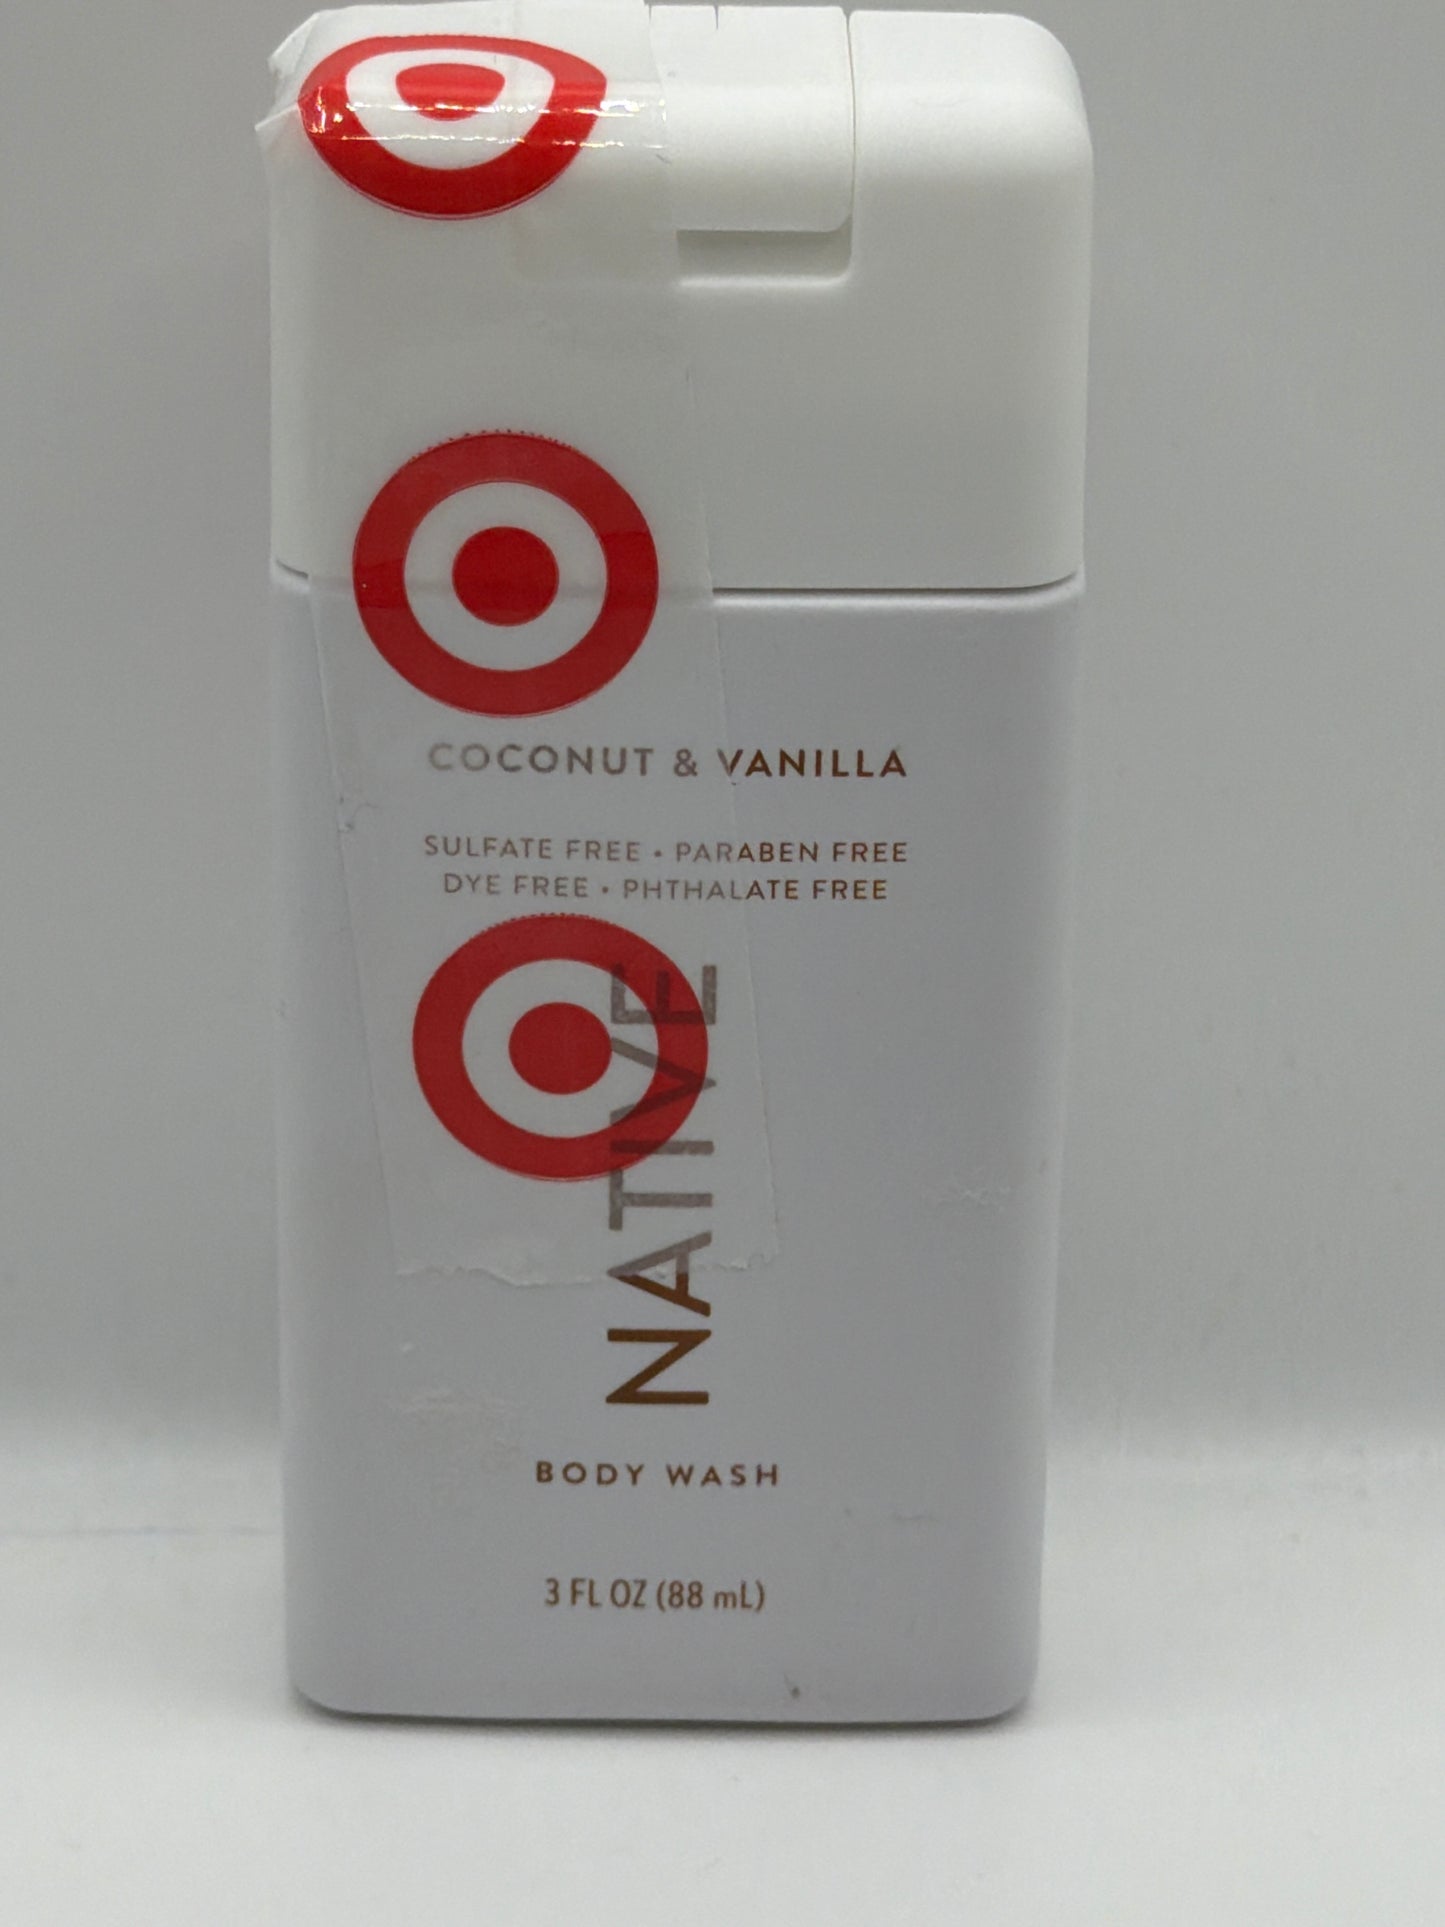 COCONUT & VANILLA
SULFATE FREE • PARABEN FREE
DYE FREE • PHTHALATE FREE
NATIVE
BODY WASH
3 FL OZ (88 mL)